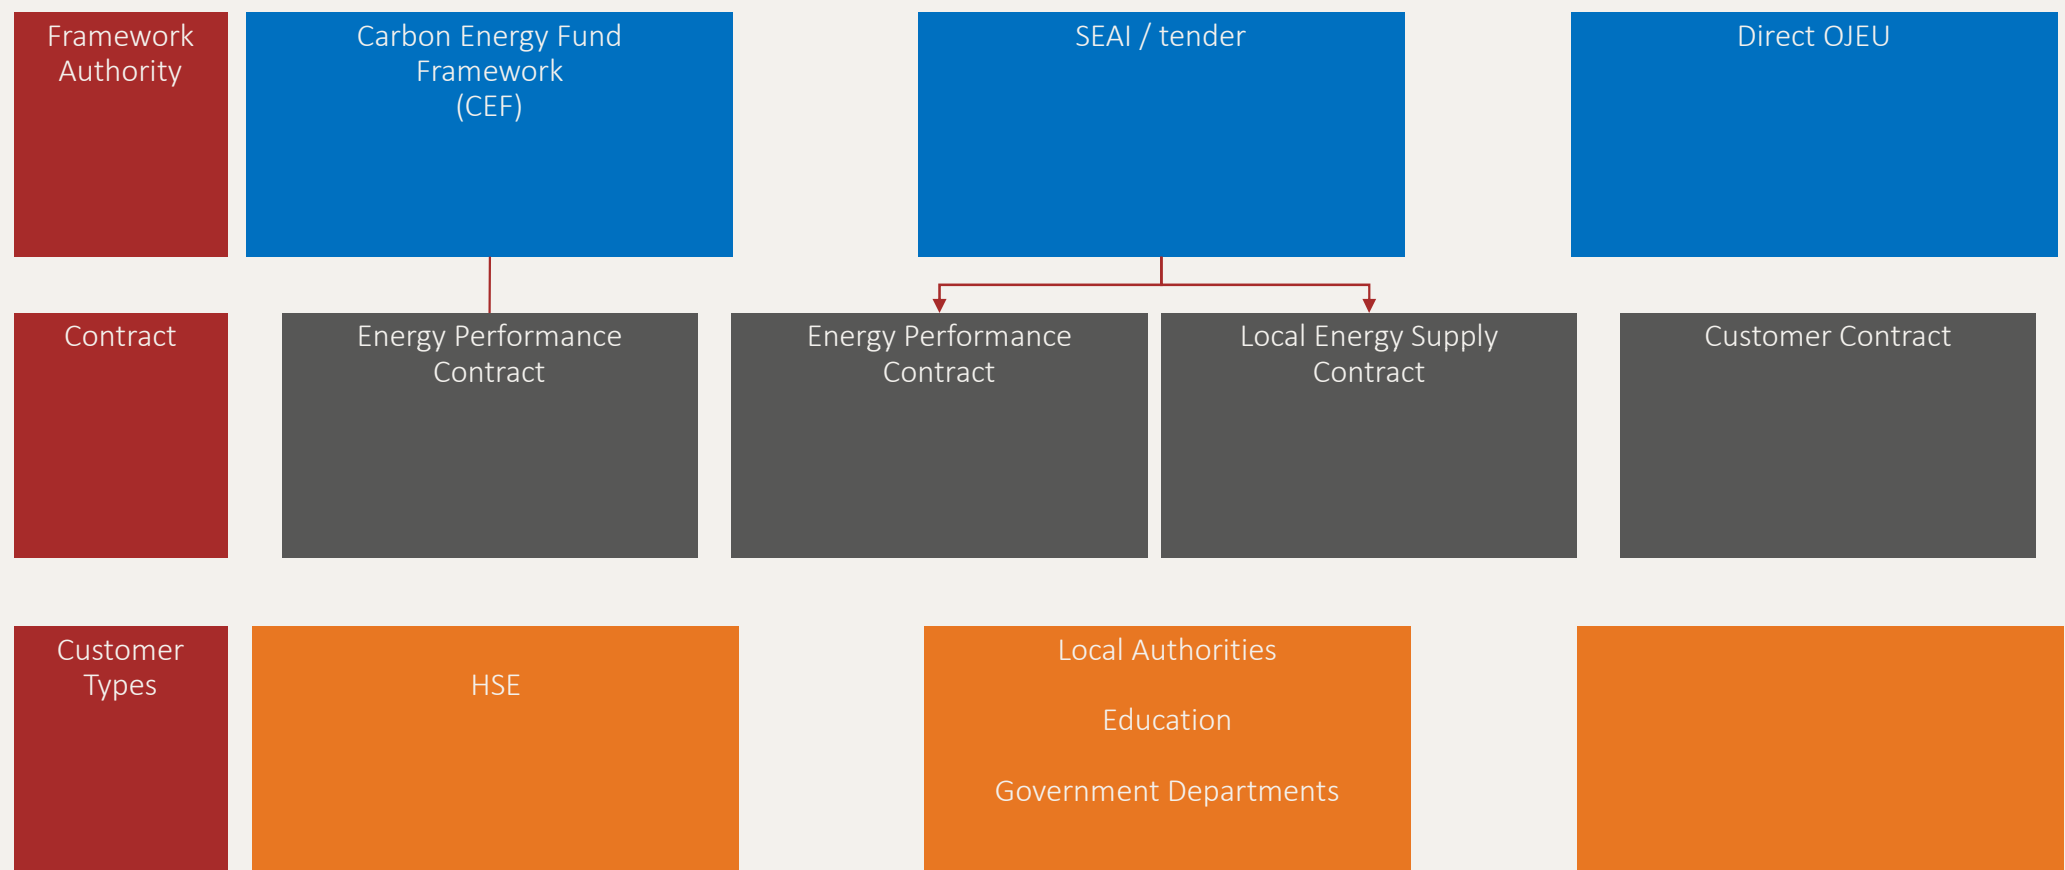 Framework
Authority
Carbon Energy Fund
Framework
(CEF)
SEAI / tender
Direct OJEU
Contract
Energy Performance
Contract
Energy Performance
Contract
Local Energy Supply
Contract
Customer Contract
Customer
Types
HSE
Local Authorities
Education
Government Departments